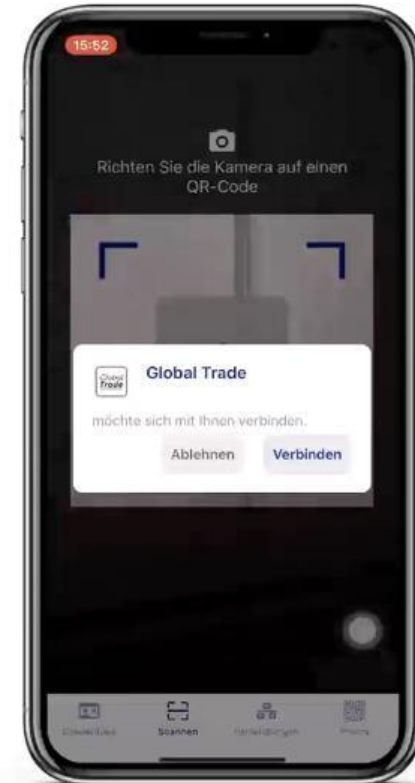 15:52
Richten Sie die Kamera auf einen
QR-Code
Global
Trade
Global Trade
möchte sich mit Ihnen verbinden.
Ablehnen
Verbinden
Scannen